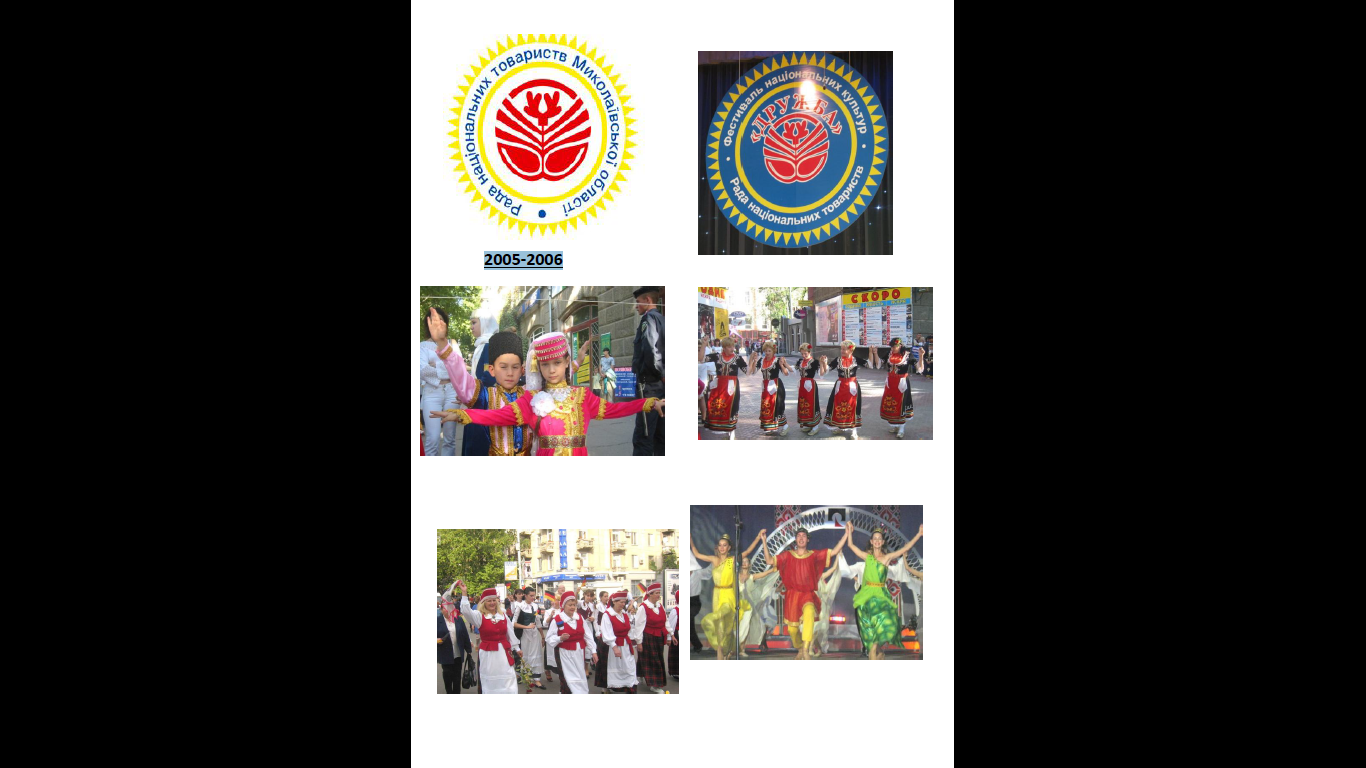 Рада національних товариств Миколаївської області
Фестиваль національних культур
«ДРУЖБА»
Рада національних товариств
2005-2006
СКОРО